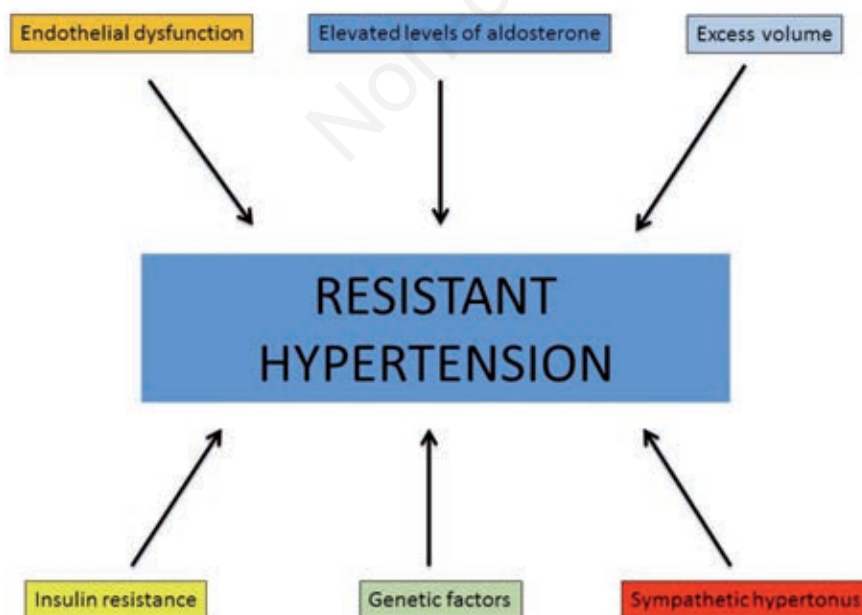 Endothelial dysfunction
Elevated levels of aldosterone
Excess volume
RESISTANT
HYPERTENSION
Insulin resistance
Genetic factors
Sympathetic hypertonus